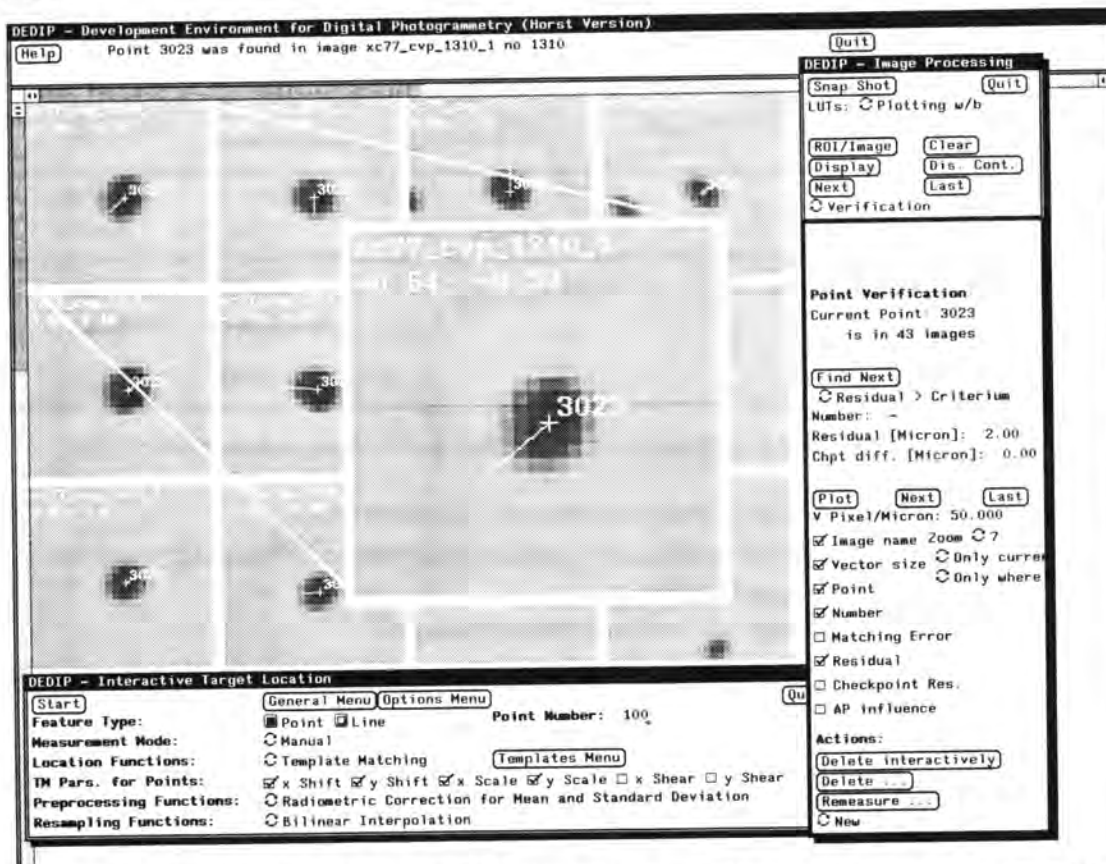 DEDIP - Development Environment for Digital Photogrammetry (Horst Version)
Help Point 3023 was found in image xc77_cvp_1310_1 no 1310 Quit
DEDIP - Image Processing
Snap Shot Quit
LUTs: Plotting w/b
ROI/Image Clear
Display Dis. Cont.
Next Last
Verification
Point Verification
Current Point: 3023
is in 43 images
Find Next
Residual > Criterium
Number: -
Residual [Micron]: 2.00
Chpt diff. [Micron]: 0.00
Plot Next Last
V Pixel/Micron: 50.000
Image name Zoom 7
Vector size Only curre
Only where
Point
Number
Matching Error
Residual
Checkpoint Res.
AP influence
Actions:
Delete interactively
Delete ...
Remeasure ...
New
3023
DEDIP - Interactive Target Location
Start General Menu Options Menu Qu
Feature Type: Point Line Point Number: 100
Measurement Mode: Manual
Location Functions: Template Matching Templates Menu
TM Pars. for Points: x Shift y Shift x Scale y Scale x Shear y Shear
Preprocessing Functions: Radiometric Correction for Mean and Standard Deviation
Resampling Functions: Bilinear Interpolation